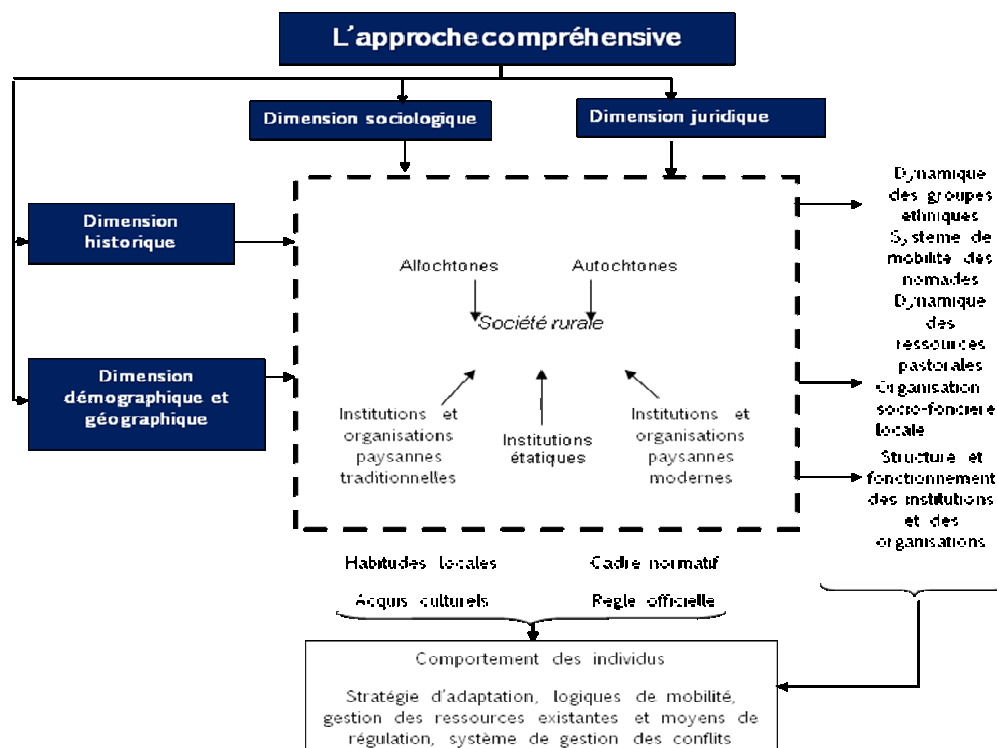 L'approche compréhensive
Dimension sociologique
Dimension juridique
Dimension
historique
Dimension
démographique et
géographique
Allochtones
Autochtones
Société rurale
Institutions et
organisations
paysannes
traditionnelles
Institutions
étatiques
Institutions et
organisations
paysannes
modernes
Dynamique
des groupes
ethniques
Système de
mobilité des
nomades
Dynamique
des
ressources
pastorales
Organisation
socio-foncière
locale
Structure et
fonctionnement
des institutions
et des
organisations
Habitudes locales
Cadre normatif
Acquis culturels
Règle officielle
Comportement des individus
Stratégie d'adaptation, logiques de mobilité,
gestion des ressources existantes et moyens de
régulation, système de gestion des conflits